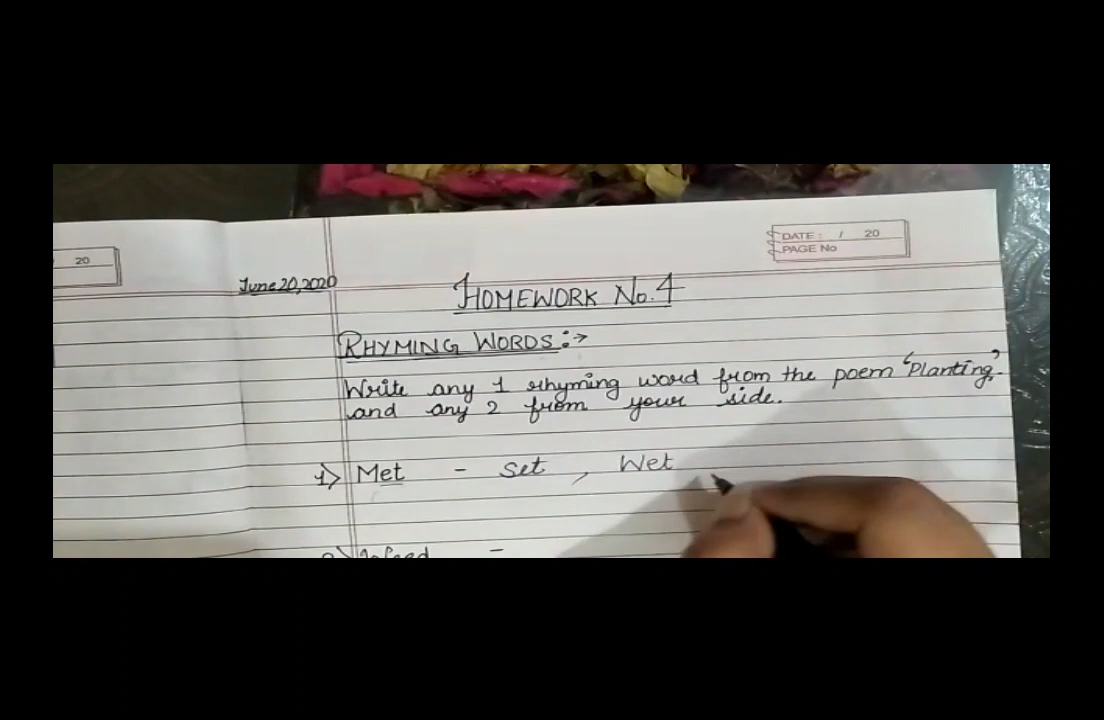 20
DATE : / 20
PAGE No
June 20, 2020
HOMEWORK No. 4
RHYMING WORDS :→
Write any 1 rhyming word from the poem 'Planting'
and any 2 from your side.
1) Met - Set , Wet
-